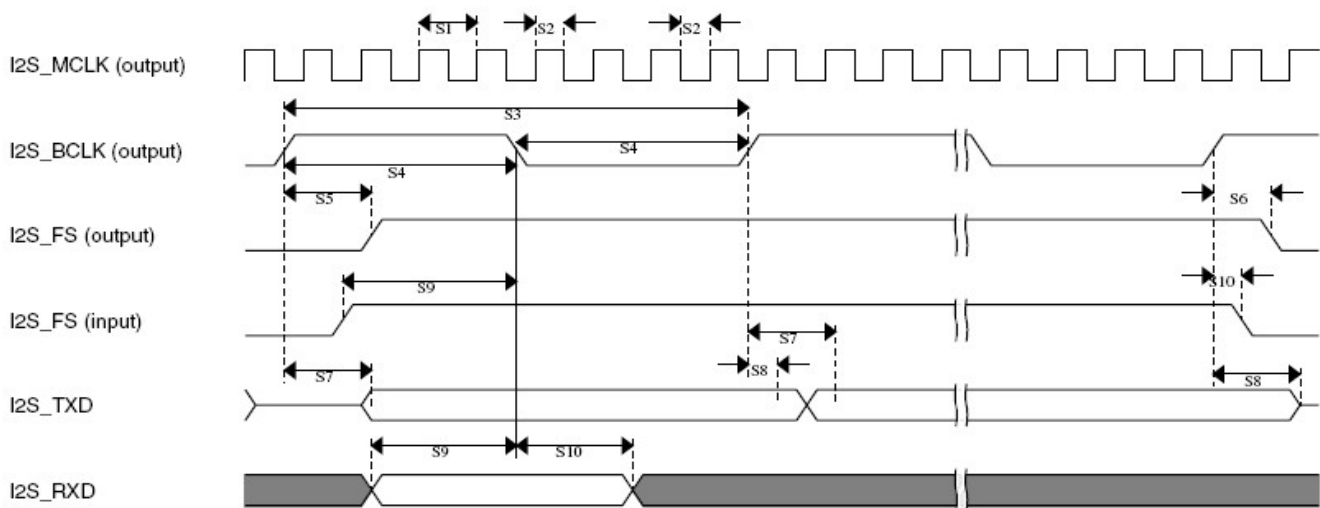 S1 S2 S2
I2S_MCLK (output)
S3
I2S_BCLK (output)
S4
S4
S5 S6
I2S_FS (output)
S9 S10
I2S_FS (input)
S7
S7 S8 S8
I2S_TXD
S9 S10
I2S_RXD